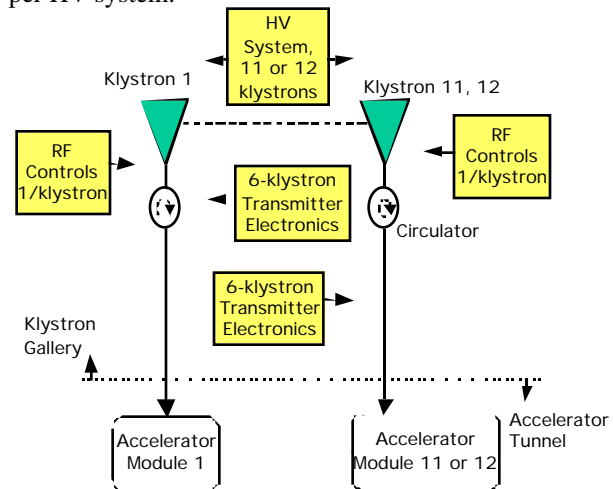 per HV system.
HV
System,
11 or 12
klystrons
Klystron 1
Klystron 11, 12
RF
Controls
1/klystron
RF
Controls
1/klystron
6-klystron
Transmitter
Electronics
Circulator
6-klystron
Transmitter
Electronics
Klystron
Gallery
Accelerator
Tunnel
Accelerator
Module 1
Accelerator
Module 11 or 12